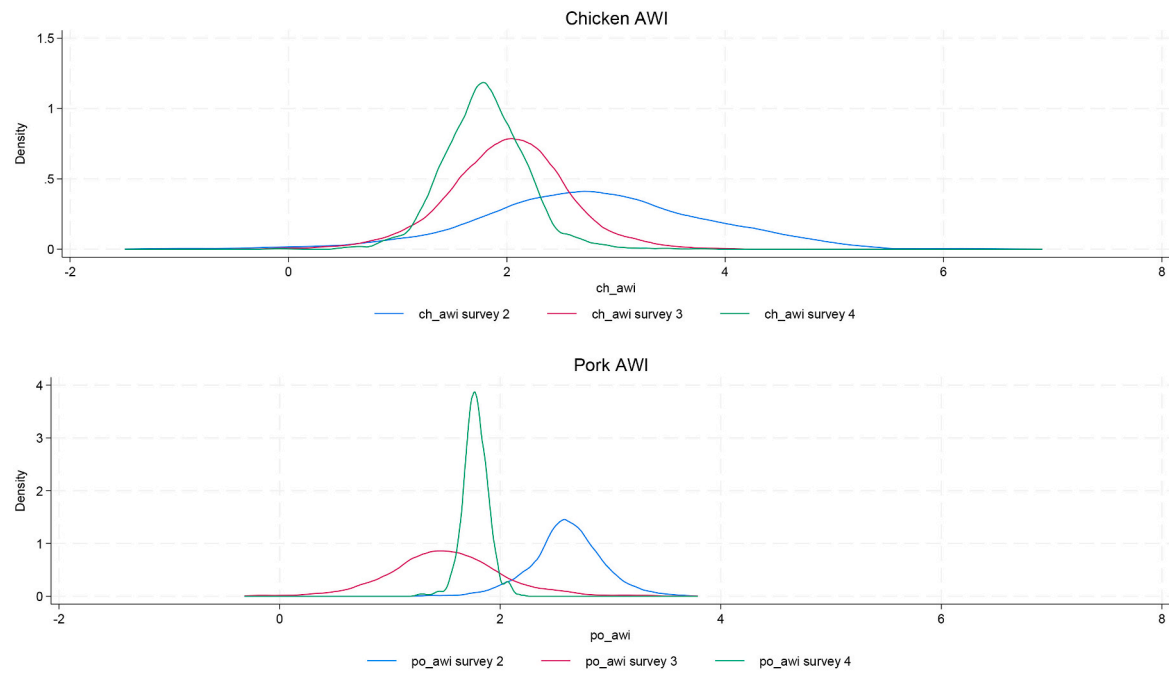 Chicken AWI
1.5
1
.5
0
Density
-2 0 2 4 6 8
ch_awi
ch_awi survey 2 ch_awi survey 3 ch_awi survey 4
Pork AWI
4
3
2
1
0
Density
-2 0 2 4 6 8
po_awi
po_awi survey 2 po_awi survey 3 po_awi survey 4